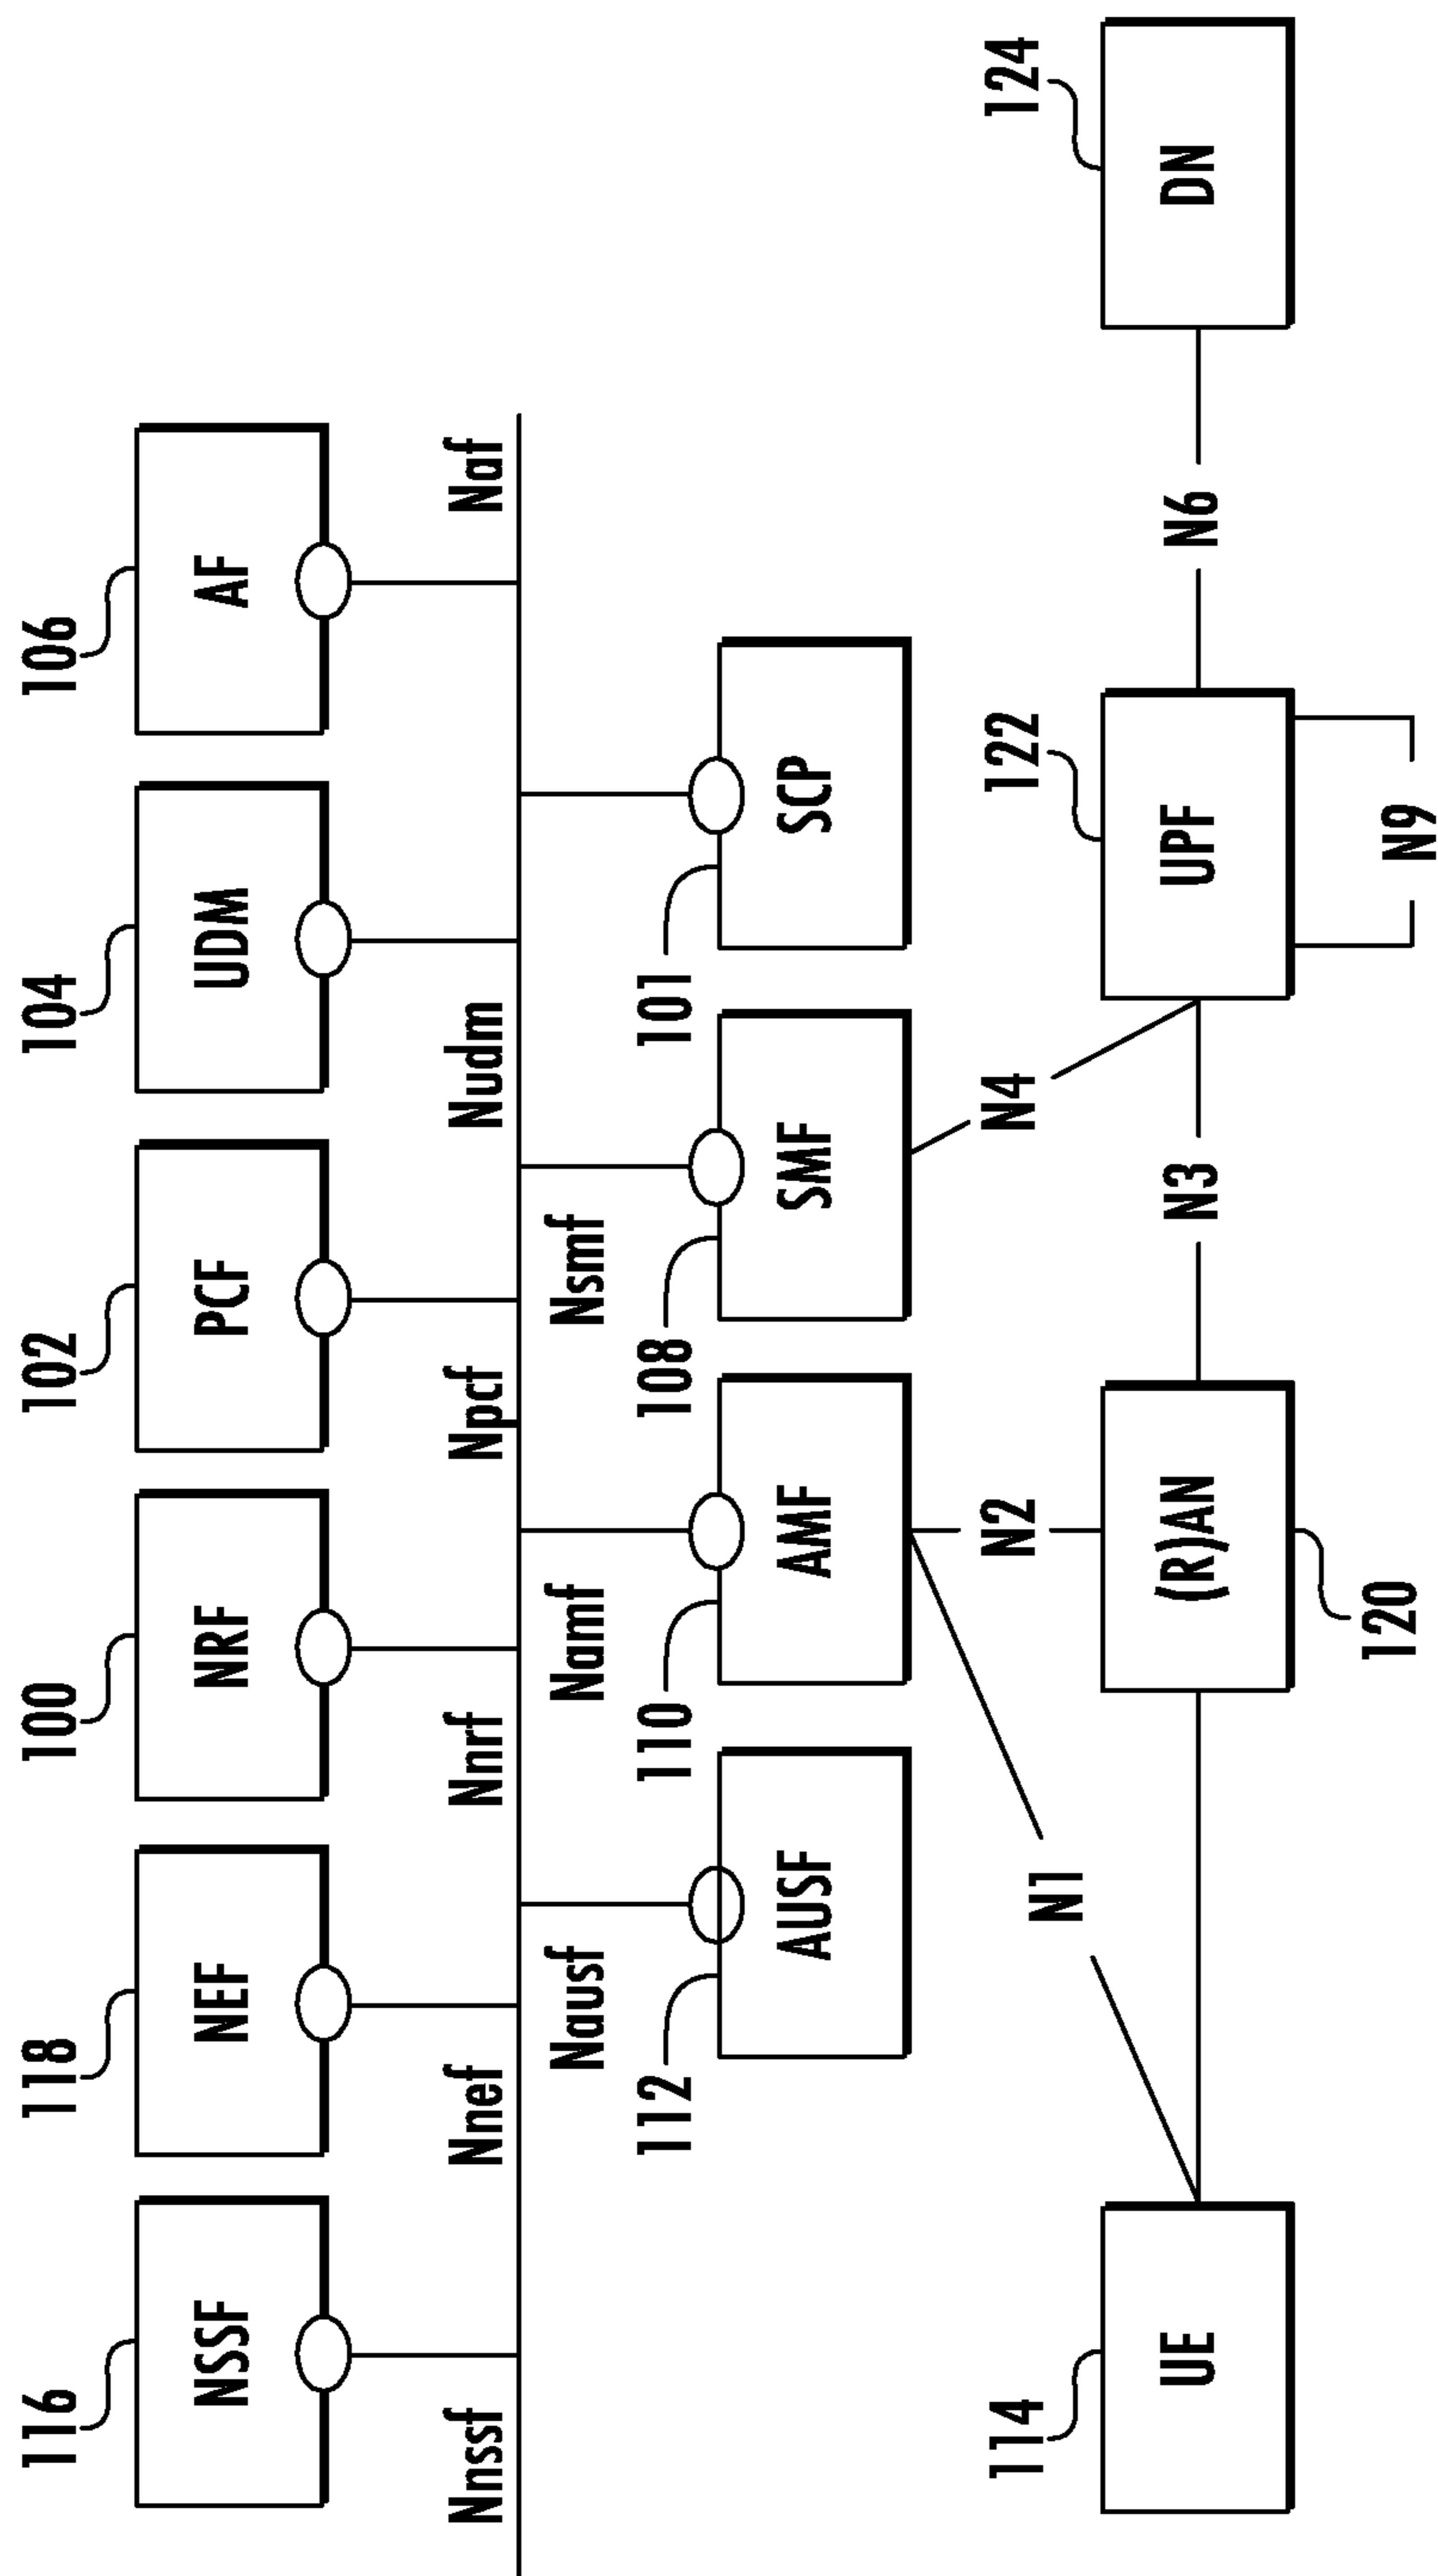 116
118
100
102
104
106
NSSF
NEF
NRF
PCF
UDM
AF
Nnssf
Nnef
Nnrf
Npcf
Nudm
Naf
Nausf
Namf
Nsmf
112
110
108
101
AUSF
AMF
SMF
SCP
N1
N2
N4
114
122
124
UE
(R)AN
N3
UPF
N6
DN
120
N9